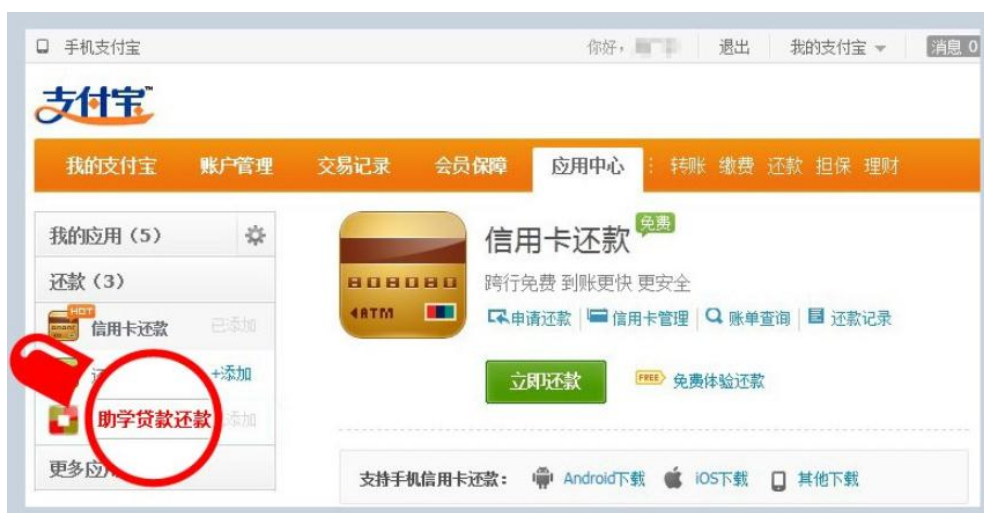 手机支付宝 你好， 退出 我的支付宝 消息 0
支付宝™
我的支付宝 账户管理 交易记录 会员保障 应用中心 转账 缴费 还款 担保 理财
我的应用（5）
还款（3）
HOT
信用卡还款 已添加
+添加
助学贷款还款 添加
更多应
808080
ATM
信用卡还款 免费
跨行免费 到账更快 更安全
申请还款 信用卡管理 账单查询 还款记录
立即还款 FREE 免费体验还款
支持手机信用卡还款： Android下载 iOS下载 其他下载